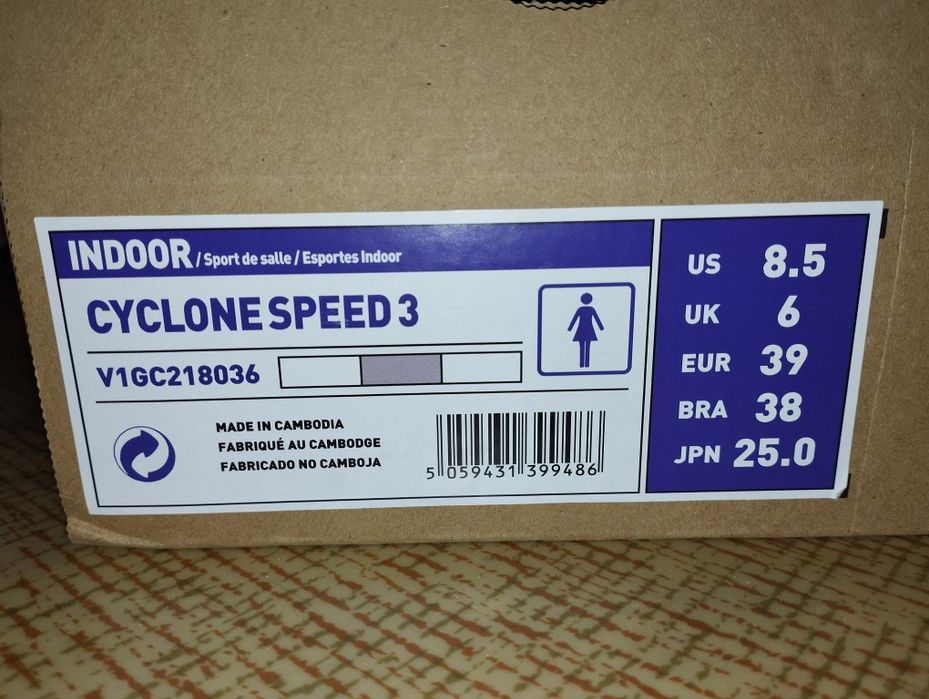 INDOOR / Sport de salle / Esportes Indoor
CYCLONE SPEED 3
V1GC218036
MADE IN CAMBODIA
FABRIQUÉ AU CAMBODGE
FABRICADO NO CAMBOJA
5 059431 399486
US 8.5
UK 6
EUR 39
BRA 38
JPN 25.0